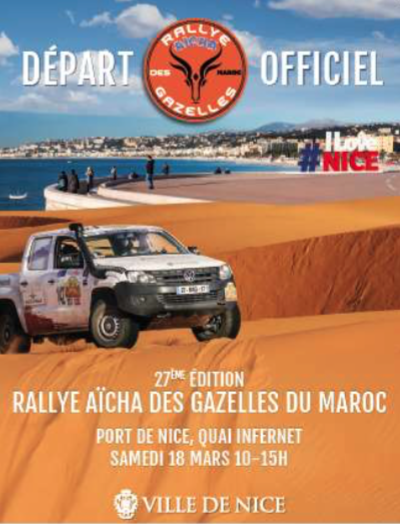 DÉPART
RALLYE
AÏCHA
DES
MAROC
GAZELLES
OFFICIEL
I Love
#NICE
27ÈME ÉDITION
RALLYE AÏCHA DES GAZELLES DU MAROC
PORT DE NICE, QUAI INFERNET
SAMEDI 18 MARS 10-15H
VILLE DE NICE